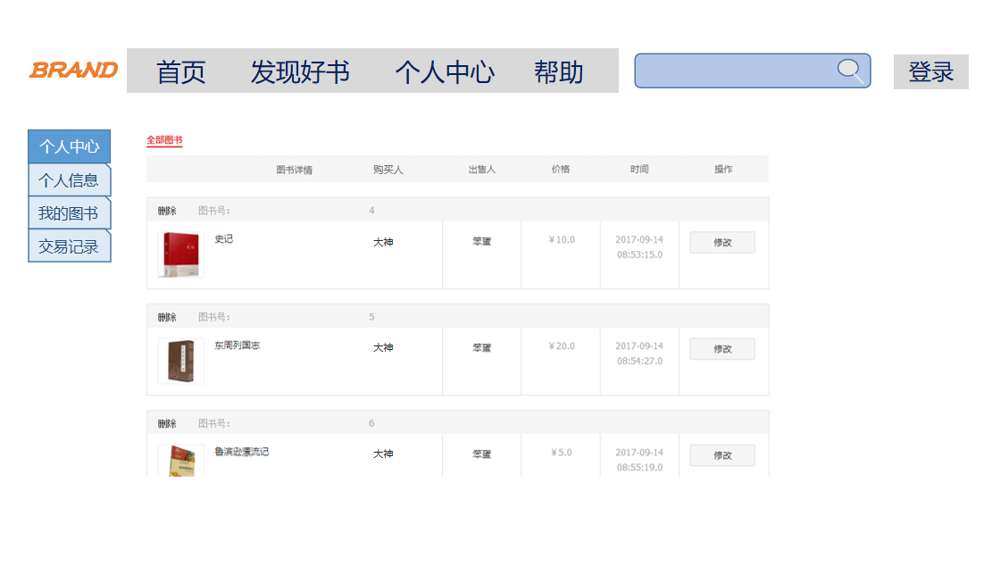 BRAND 首页 发现好书 个人中心 帮助 登录
个人中心
个人信息
我的图书
交易记录
全部图书
图书详情 购买人 出售人 价格 时间 操作
删除 图书号: 4
史记 大神 笨蛋 ¥10.0 2017-09-14 修改
08:53:15.0
删除 图书号: 5
东周列国志 大神 笨蛋 ¥20.0 2017-09-14 修改
08:54:27.0
删除 图书号: 6
鲁滨逊漂流记 大神 笨蛋 ¥5.0 2017-09-14 修改
08:55:19.0